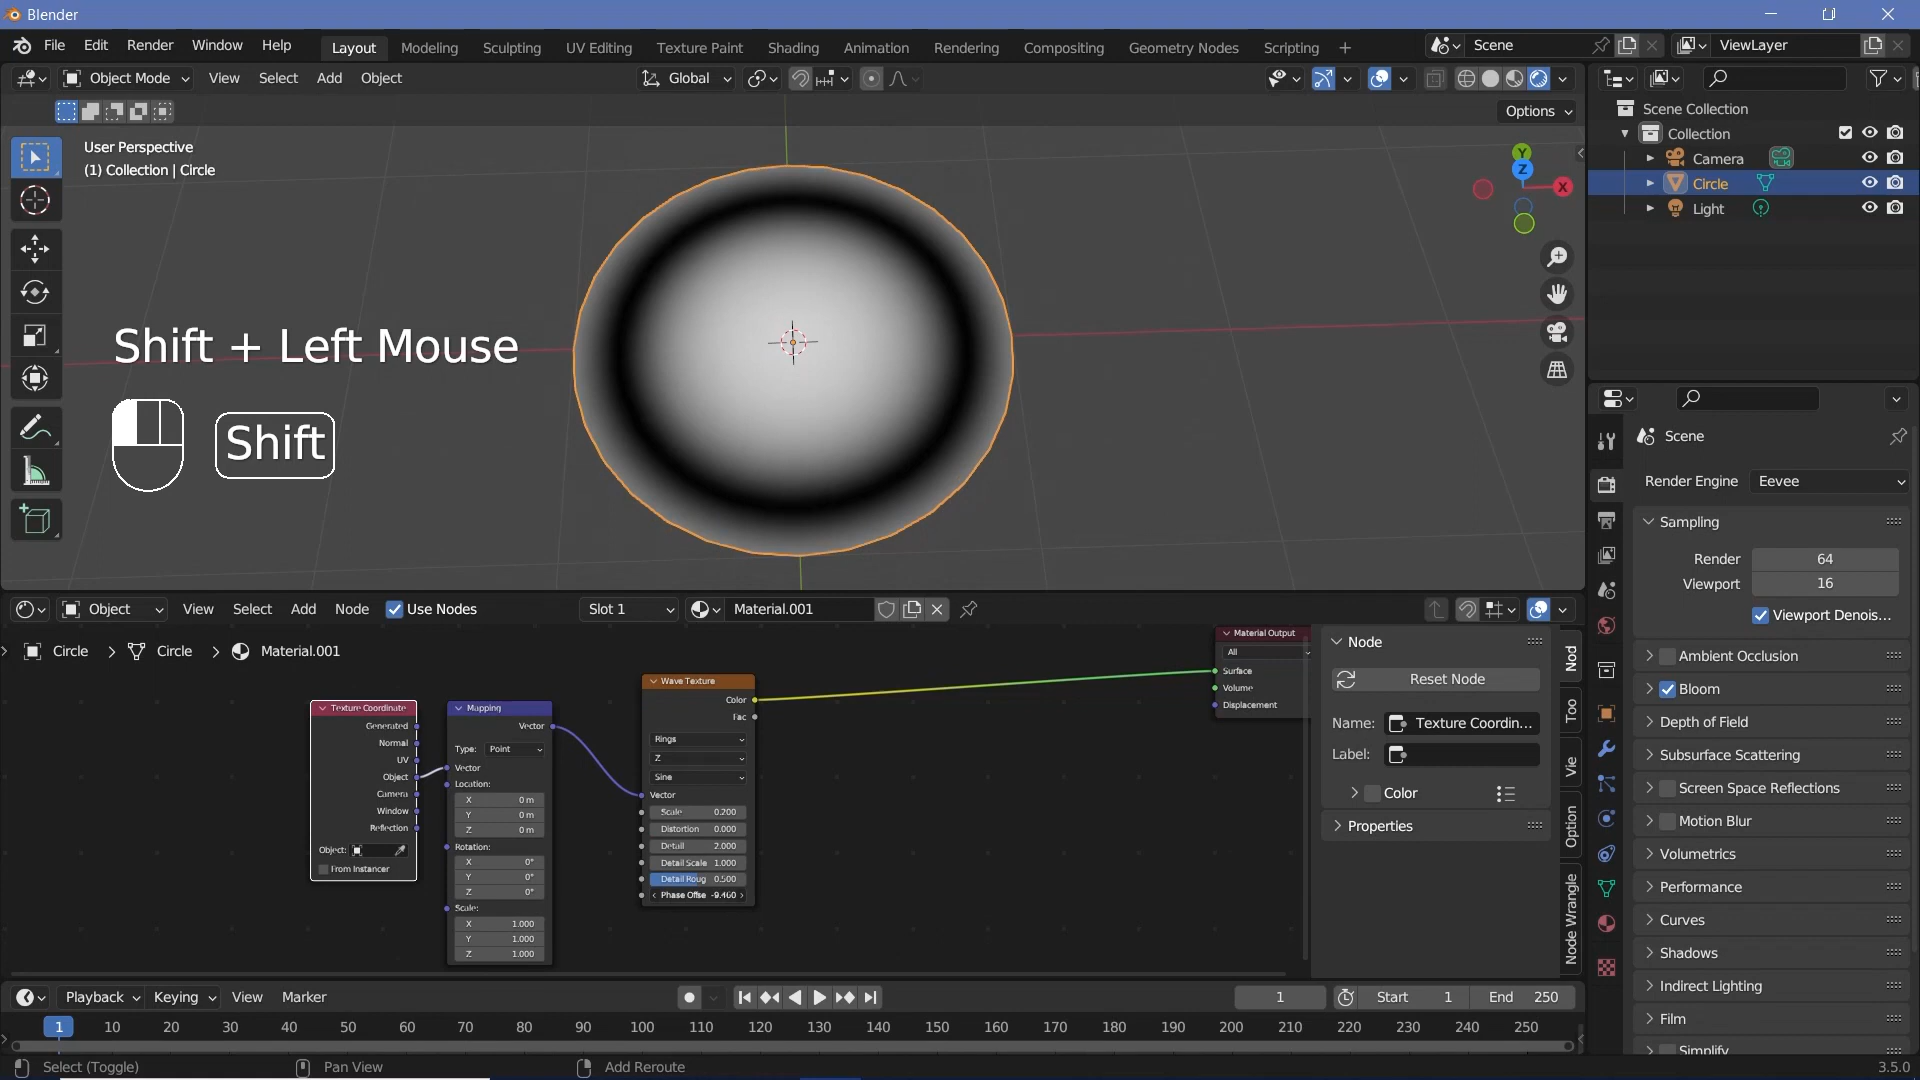 Blender
File Edit Render Window Help
Layout Modeling Sculpting UV Editing Texture Paint Shading Animation Rendering Compositing Geometry Nodes Scripting +
Scene
ViewLayer
Object Mode View Select Add Object
Global
Options
User Perspective
(1) Collection | Circle
Y
Z
X
Shift + Left Mouse
Shift
Scene Collection
Collection
Camera
Circle
Light
Scene
Render Engine Eevee
Sampling
Render 64
Viewport 16
Viewport Denois...
Ambient Occlusion
Bloom
Depth of Field
Subsurface Scattering
Screen Space Reflections
Motion Blur
Volumetrics
Performance
Curves
Shadows
Indirect Lighting
Film
Simplify
Object View Select Add Node Use Nodes Slot 1 Material.001
Circle > Circle > Material.001
Texture Coordinate
Generated
Normal
UV
Object
Camera
Window
Reflection
Object:
From Instancer
Mapping
Vector
Type: Point
Vector
Location:
X 0 m
Y 0 m
Z 0 m
Rotation:
X 0°
Y 0°
Z 0°
Scale:
X 1.000
Y 1.000
Z 1.000
Wave Texture
Color
Fac
Rings
Z
Sine
Vector
Scale 0.200
Distortion 0.000
Detail 2.000
Detail Scale 1.000
Detail Roug 0.500
Phase Offse -9.400
Material Output
All
Surface
Volume
Displacement
Node
Reset Node
Name: Texture Coordin...
Label:
Color
Properties
Nod
Too
Vie
Option
Node Wrangle
Playback Keying View Marker
1
Start 1
End 250
1 10 20 30 40 50 60 70 80 90 100 110 120 130 140 150 160 170 180 190 200 210 220 230 240 250
Select (Toggle) Pan View Add Reroute
3.5.0